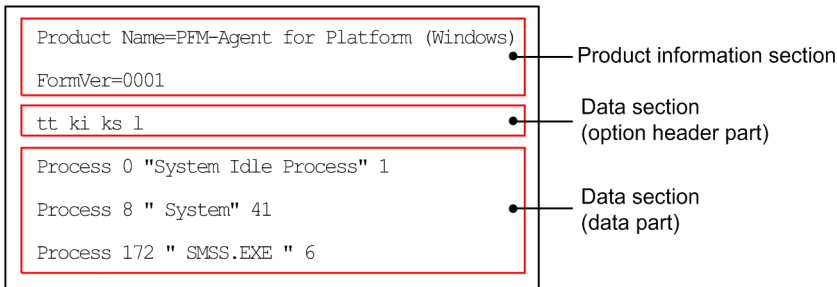 Product Name=PFM-Agent for Platform (Windows)
FormVer=0001
Product information section
tt ki ks l
Data section
(option header part)
Process 0 "System Idle Process" 1
Process 8 " System" 41
Process 172 " SMSS.EXE " 6
Data section
(data part)